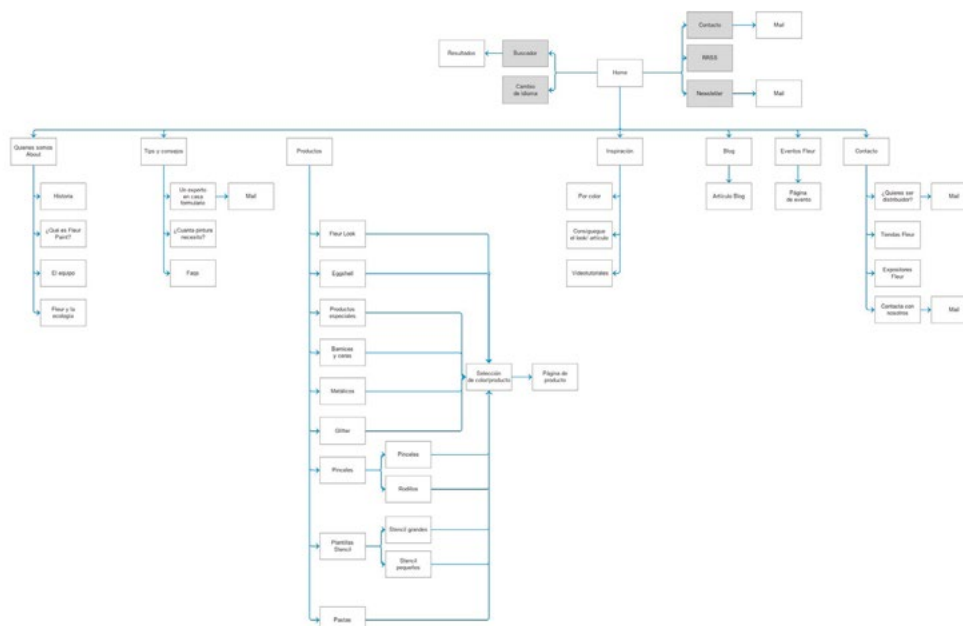 Contacto
Mail
Resultados
Buscador
RRSS
Home
Cambio
de idioma
Newsletter
Mail
Quienes somos
About
Tips y consejos
Productos
Inspiración
Blog
Eventos Fleur
Contacto
Historia
Un experto
en casa
formulario
Mail
Por color
Artículo Blog
Página
de evento
¿Quieres ser
distribuidor?
Mail
¿Qué es Fleur
Paint?
¿Cuanta pintura
necesito?
Fleur Look
Consiguegue
el look/ artículo
Tiendas Fleur
El equipo
Faqs
Eggshell
Videotutoriales
Expositores
Fleur
Fleur y la
ecología
Productos
especiales
Contacta con
nosotros
Mail
Barnices
y ceras
Selección
de color/producto
Página de
producto
Metálicos
Glitter
Pinceles
Pinceles
Rodillos
Plantillas
Stencil
Stencil grandes
Stencil
pequeños
Pastas